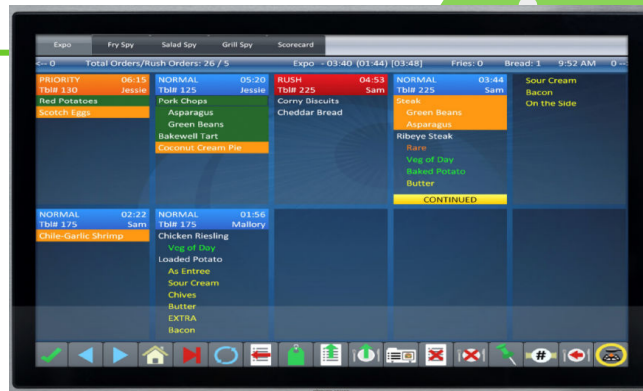 Expo Fry Spy Salad Spy Grill Spy Scorecard
<-- 0 Total Orders/Rush Orders: 26 / 5 Expo - 03:40 (01:44) [03:48] Fries: 0 Bread: 1 9:52 AM 0 --
PRIORITY 06:15
Tbl# 130 Jessie
Red Potatoes
Scotch Eggs
NORMAL 05:20
Tbl# 125 Jessie
Pork Chops
Asparagus
Green Beans
Bakewell Tart
Coconut Cream Pie
RUSH 04:53
Tbl# 225 Sam
Corny Biscuits
Cheddar Bread
NORMAL 03:44
Tbl# 225 Sam
Steak
Green Beans
Asparagus
Ribeye Steak
Rare
Veg of Day
Baked Potato
Butter
CONTINUED
Sour Cream
Bacon
On the Side
NORMAL 02:22
Tbl# 175 Sam
Chile-Garlic Shrimp
NORMAL 01:56
Tbl# 175 Mallory
Chicken Riesling
Veg of Day
Loaded Potato
As Entree
Sour Cream
Chives
Butter
EXTRA
Bacon
#